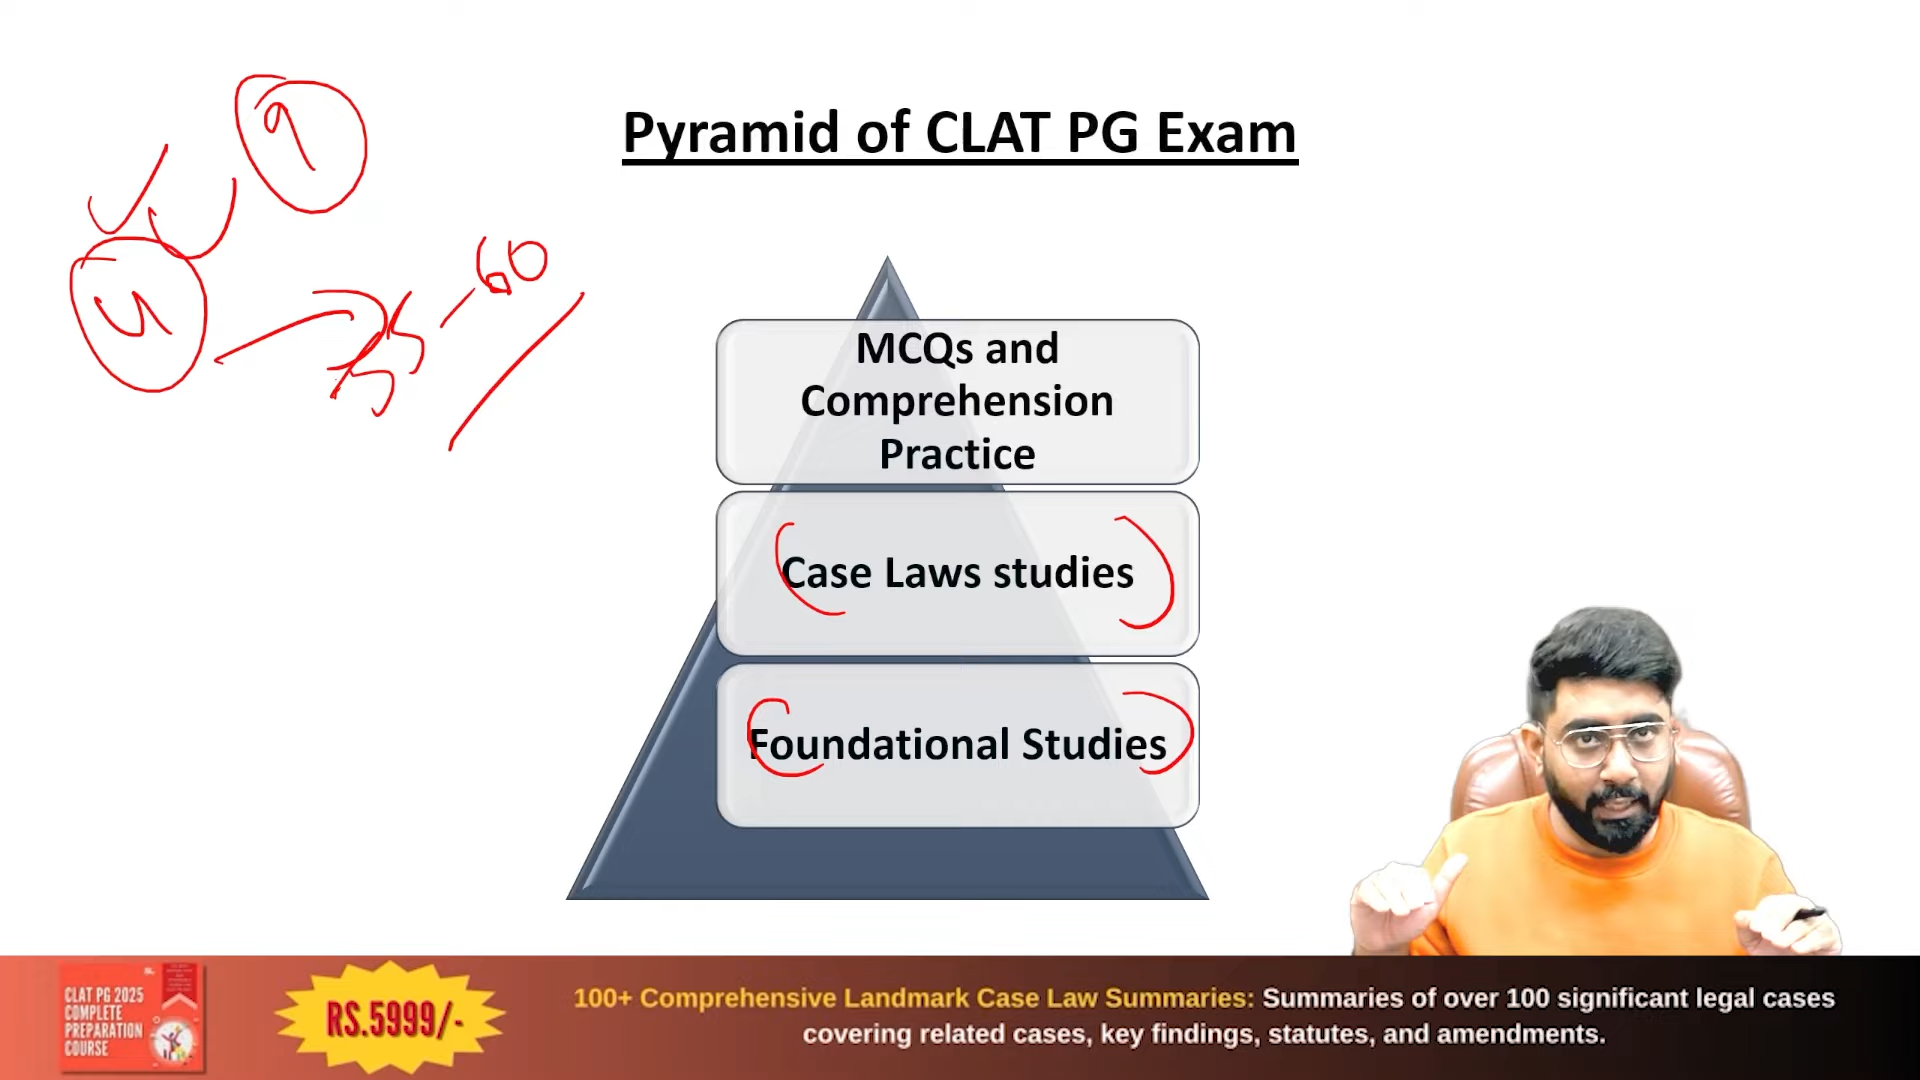 Pyramid of CLAT PG Exam
9
4
55 - 60
MCQs and
Comprehension
Practice
Case Laws studies
Foundational Studies
CLAT PG 2025
COMPLETE
PREPARATION
COURSE
RS.5999/-
100+ Comprehensive Landmark Case Law Summaries: Summaries of over 100 significant legal cases
covering related cases, key findings, statutes, and amendments.